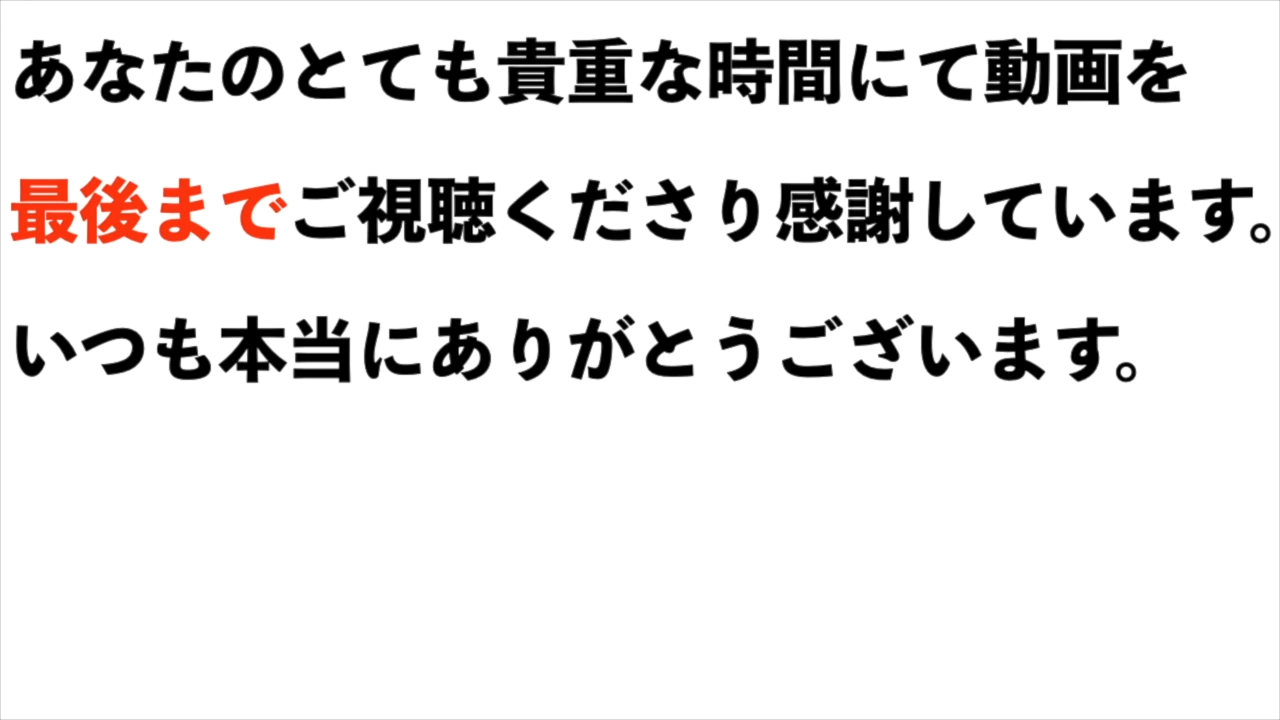 あなたのとても貴重な時間にて動画を
最後までご視聴くださり感謝しています。
いつも本当にありがとうございます。